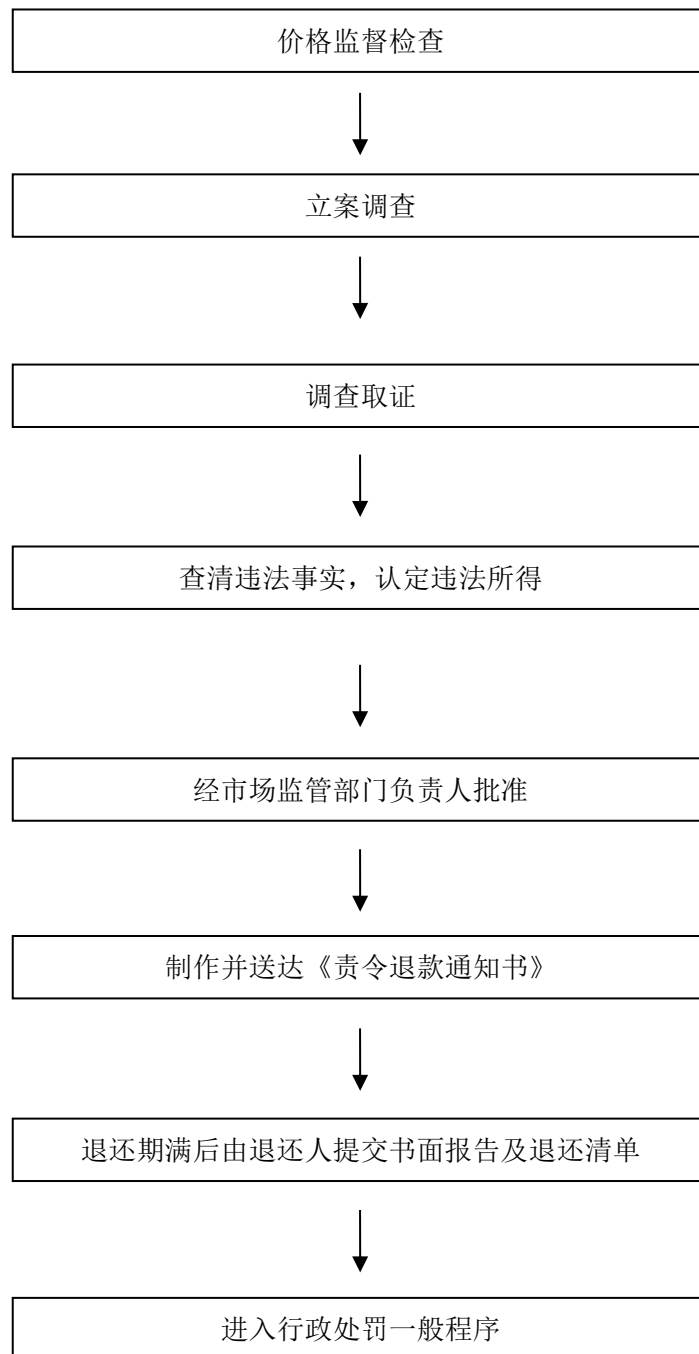 价格监督检查
立案调查
调查取证
查清违法事实，认定违法所得
经市场监管部门负责人批准
制作并送达《责令退款通知书》
退还期满后由退还人提交书面报告及退还清单
进入行政处罚一般程序